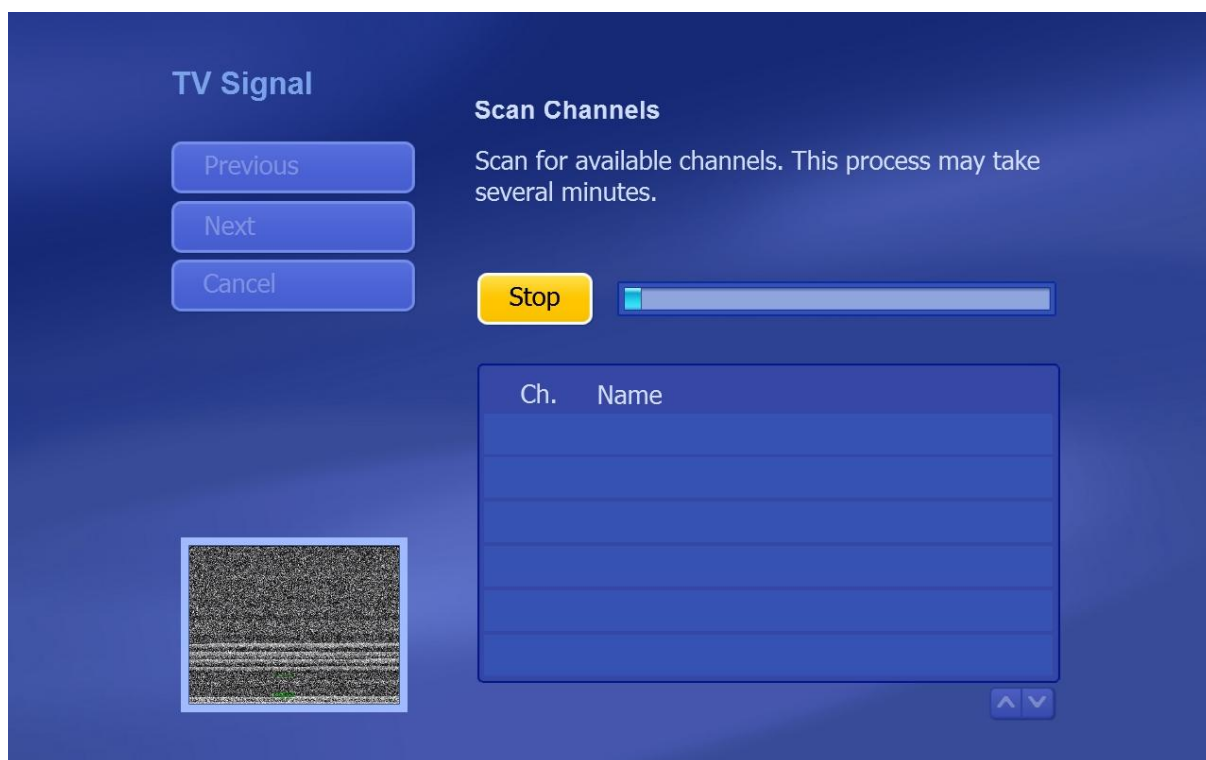 TV Signal
Previous
Next
Cancel
Scan Channels
Scan for available channels. This process may take
several minutes.
Stop
Ch. Name